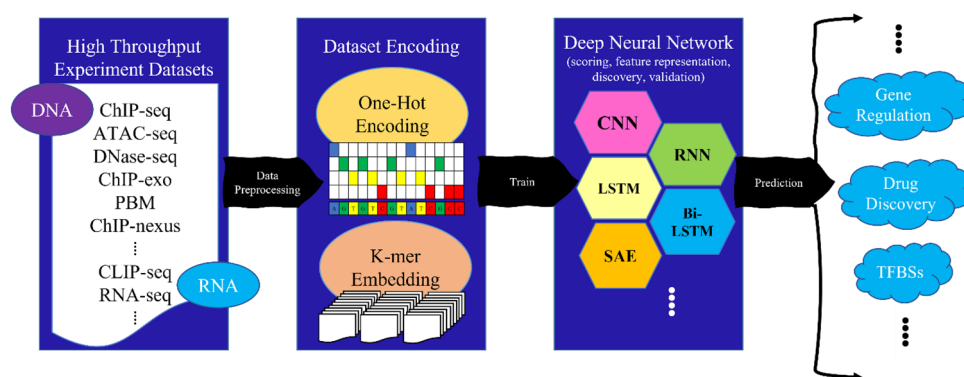 High Throughput
Experiment Datasets
DNA
ChIP-seq
ATAC-seq
DNase-seq
ChIP-exo
PBM
ChIP-nexus
CLIP-seq
RNA-seq
RNA
Data
Preprocessing
Dataset Encoding
One-Hot
Encoding
A G T G T C G T A T C G C C
K-mer
Embedding
Train
Deep Neural Network
(scoring, feature representation,
discovery, validation)
CNN
RNN
LSTM
Bi-
LSTM
SAE
Prediction
Gene
Regulation
Drug
Discovery
TFBSs